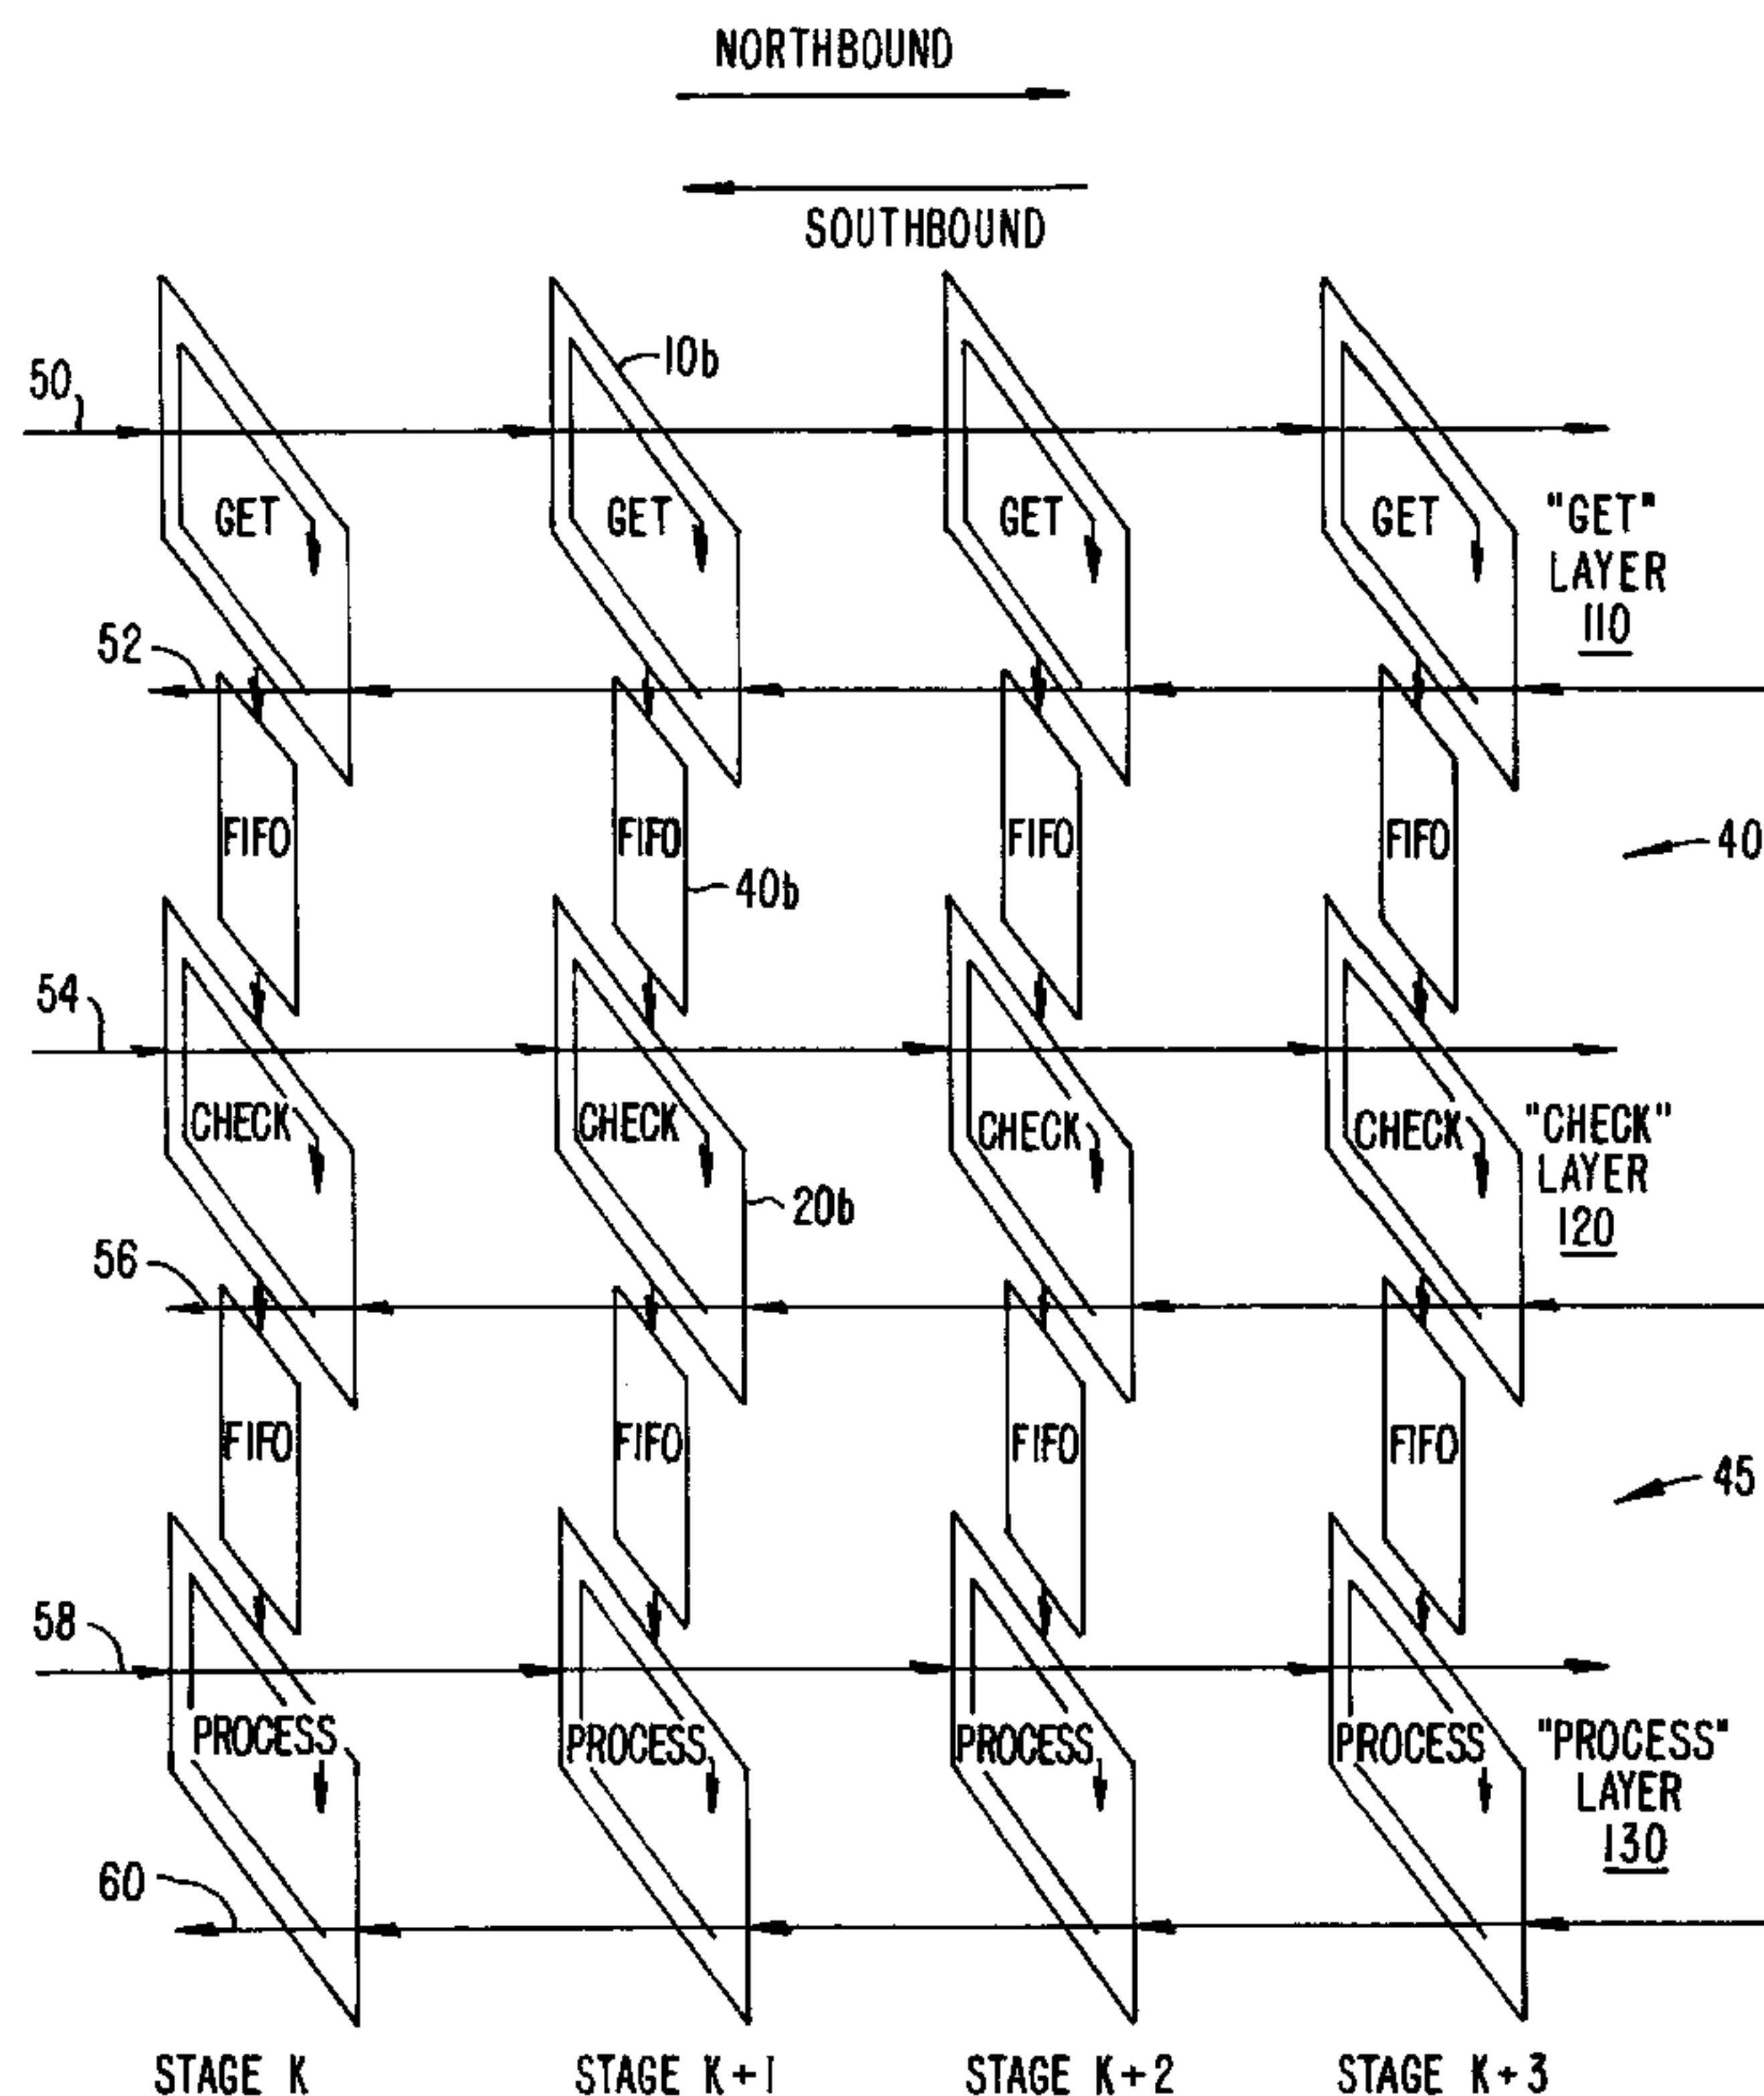 NORTHBOUND
SOUTHBOUND
10b
50
GET GET GET GET
"GET"
LAYER
110
52
FIFO FIFO FIFO FIFO
40
40b
54
CHECK CHECK CHECK CHECK
"CHECK"
LAYER
120
20b
56
FIFO FIFO FIFO FIFO
45
58
PROCESS PROCESS PROCESS PROCESS
"PROCESS"
LAYER
130
60
STAGE K STAGE K+1 STAGE K+2 STAGE K+3